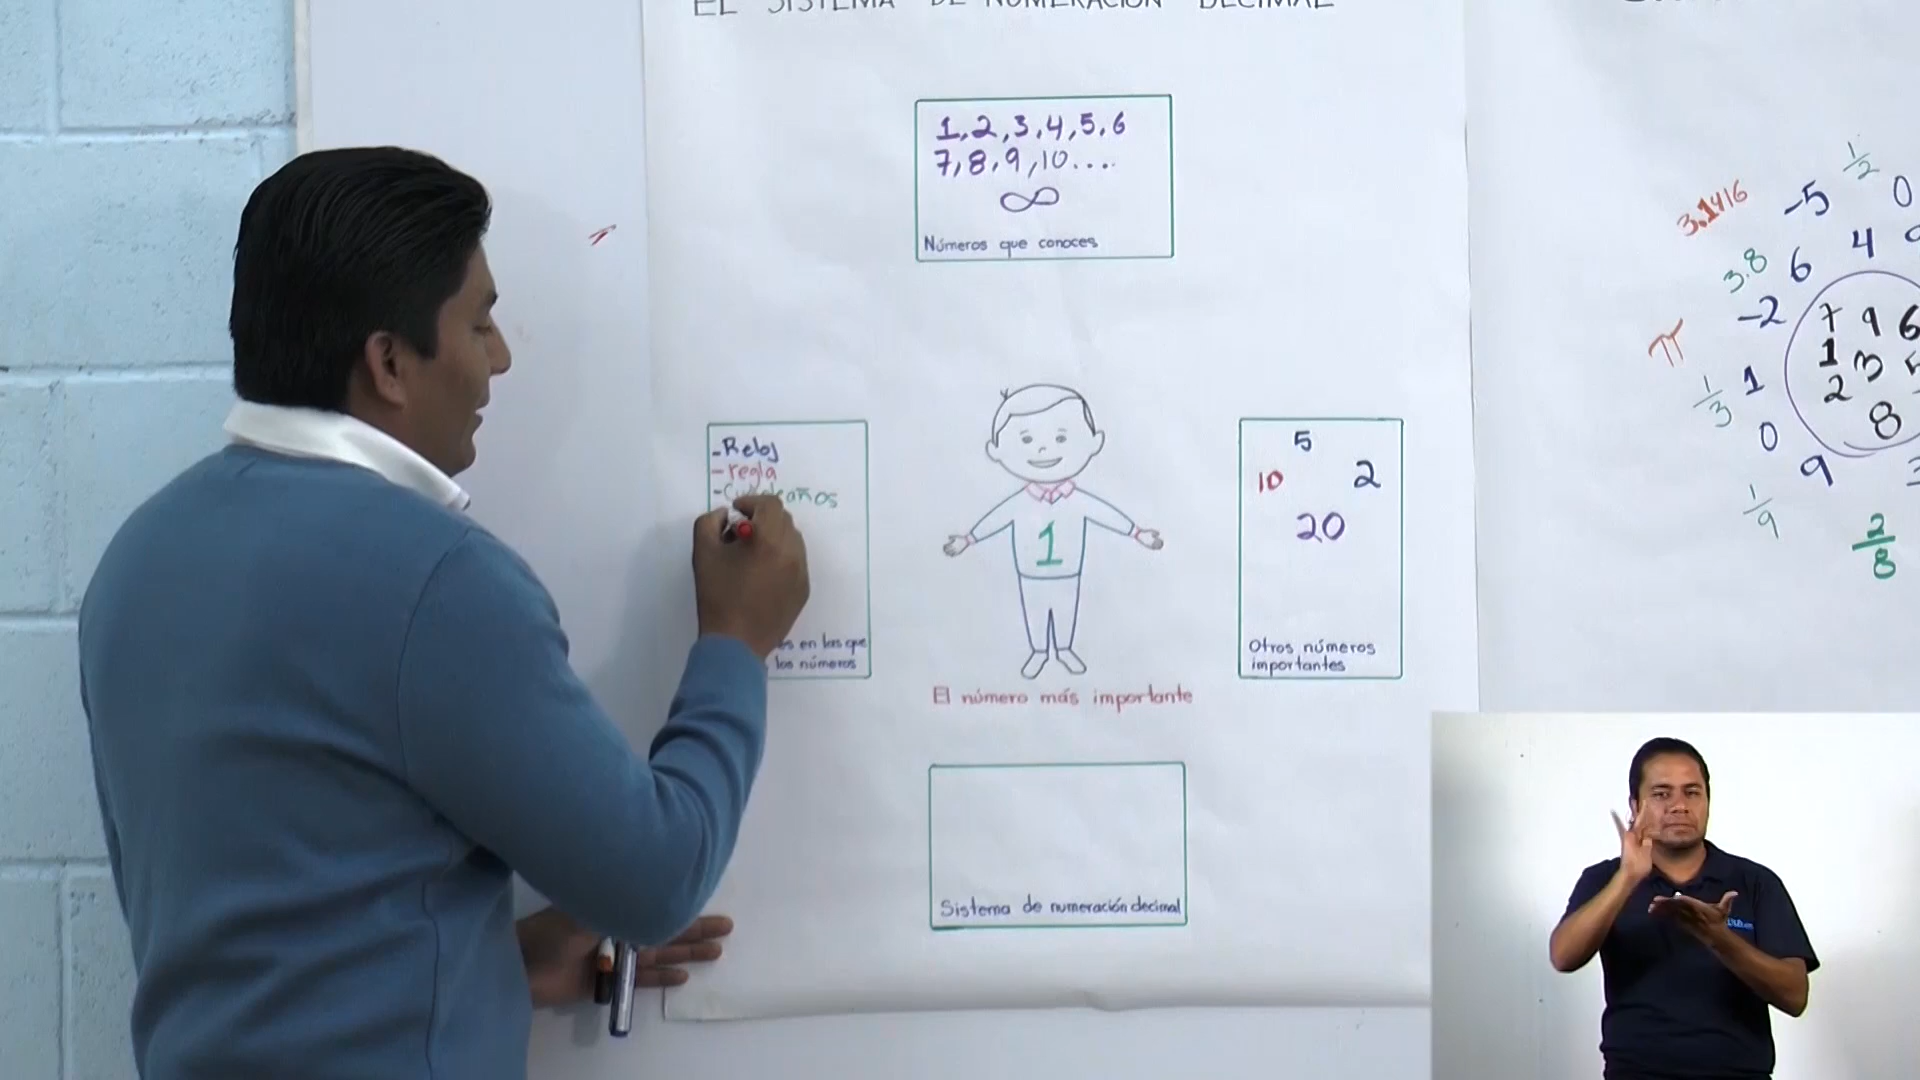 EL SISTEMA DE NUMERACIÓN DECIMAL
1, 2, 3, 4, 5, 6
7, 8, 9, 10....
∞
Números que conoces
-Reloj
-regla
en las que
los números
1
El número más importante
5
10 2
20
Otros números
importantes
Sistema de numeración decimal
1/2
3.1416 -5 0
3.8 6 4
-2 7 9 6
π 1 3
1/3 1 2
0 8
9
1/9
2/8